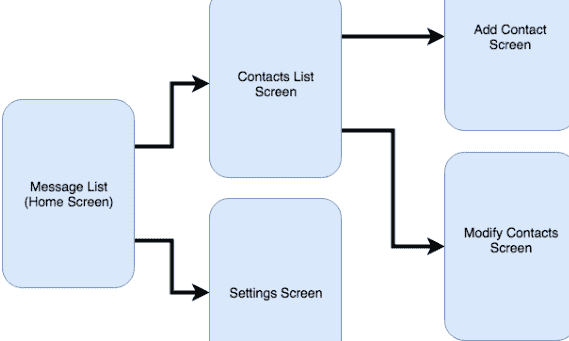 Add Contact
Screen
Contacts List
Screen
Message List
(Home Screen)
Modify Contacts
Screen
Settings Screen